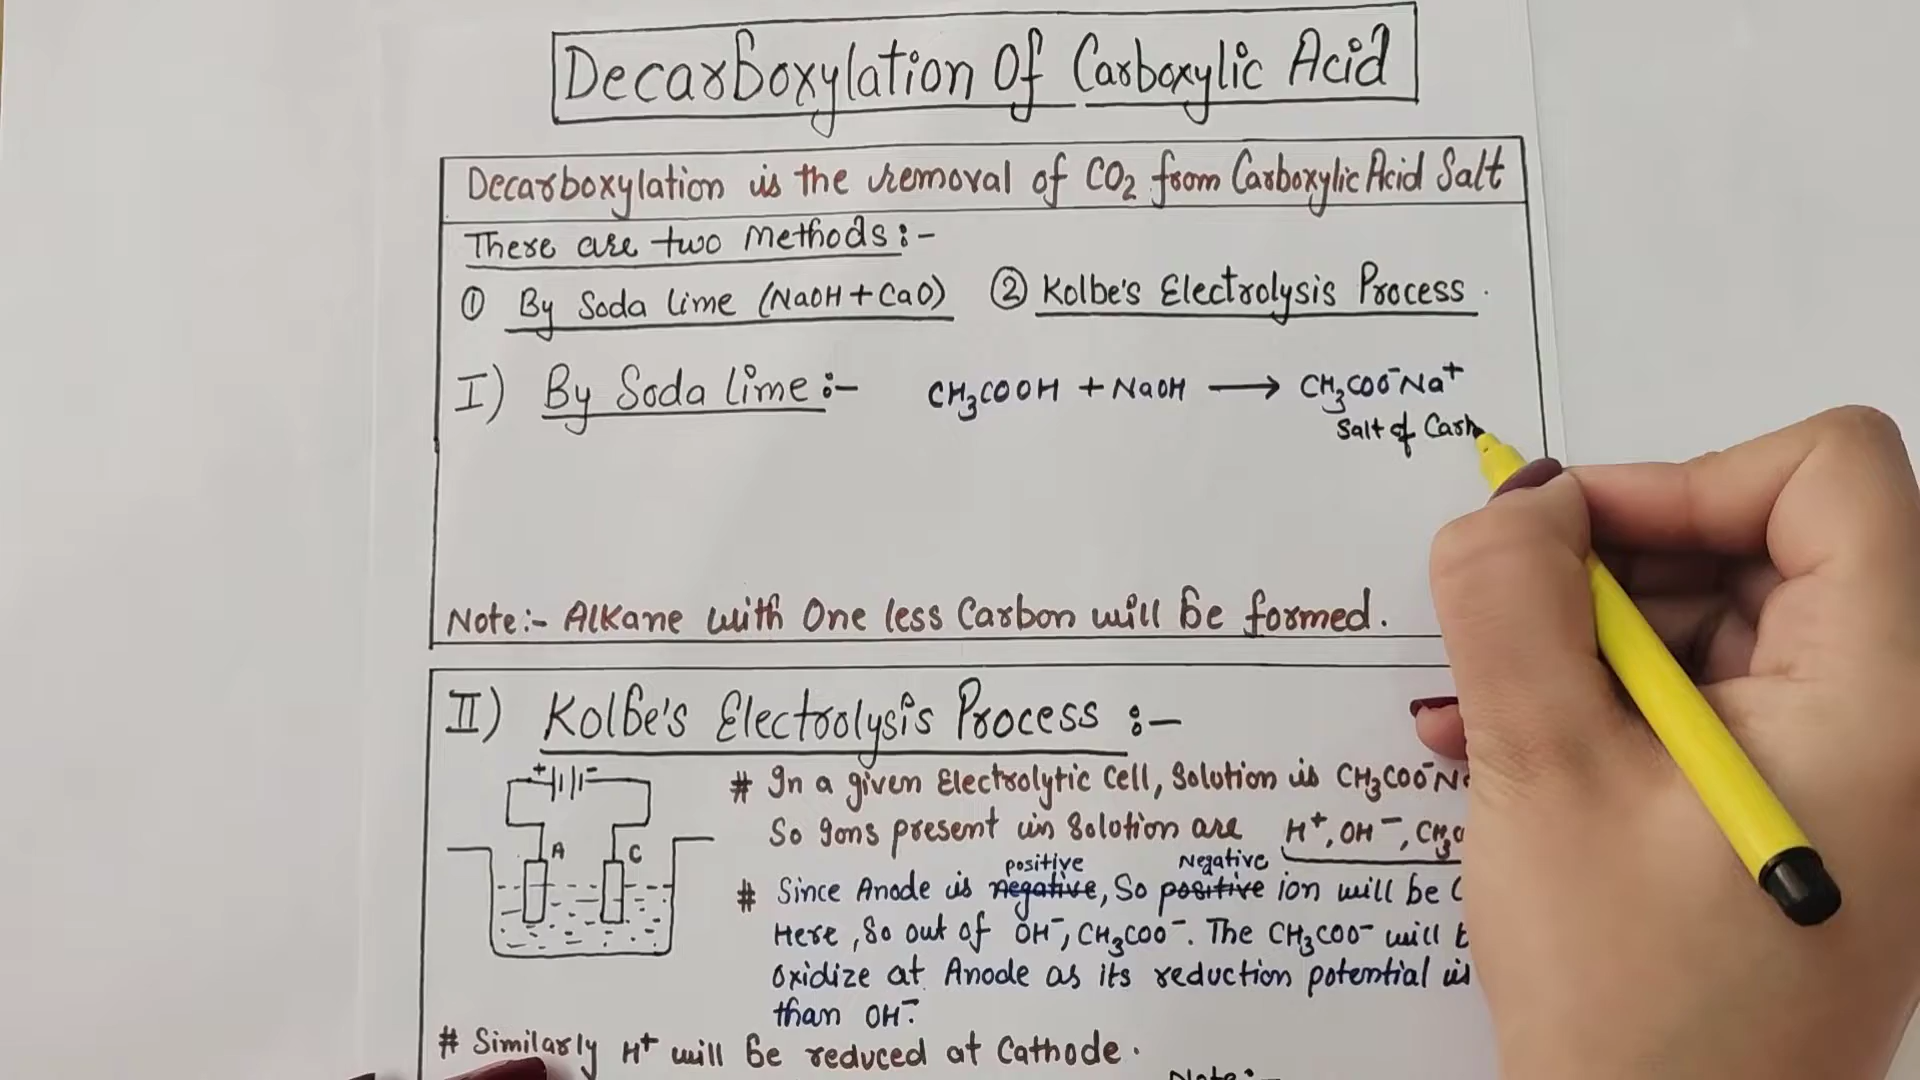 Decarboxylation Of Carboxylic Acid
Decarboxylation is the removal of CO2 from Carboxylic Acid Salt
There are two Methods:-
① By Soda lime (NaOH+CaO) ② Kolbe's Electrolysis Process.
I) By Soda lime:- CH3COOH + NaOH ⟶ CH3COO⁻Na⁺
Salt of Carb
Note:- Alkane with One less Carbon will be formed.
II) Kolbe's Electrolysis Process :-
+ -
A C
# In a given Electrolytic Cell, Solution is CH3COO⁻N
So Ions present in Solution are H⁺, OH⁻, CH3C
positive Negative
# Since Anode is negative, So positive ion will be
Here, So out of OH⁻, CH3COO⁻. The CH3COO⁻ will
Oxidize at Anode as its reduction potential is
than OH⁻.
# Similarly H⁺ will be reduced at Cathode.
Note:-